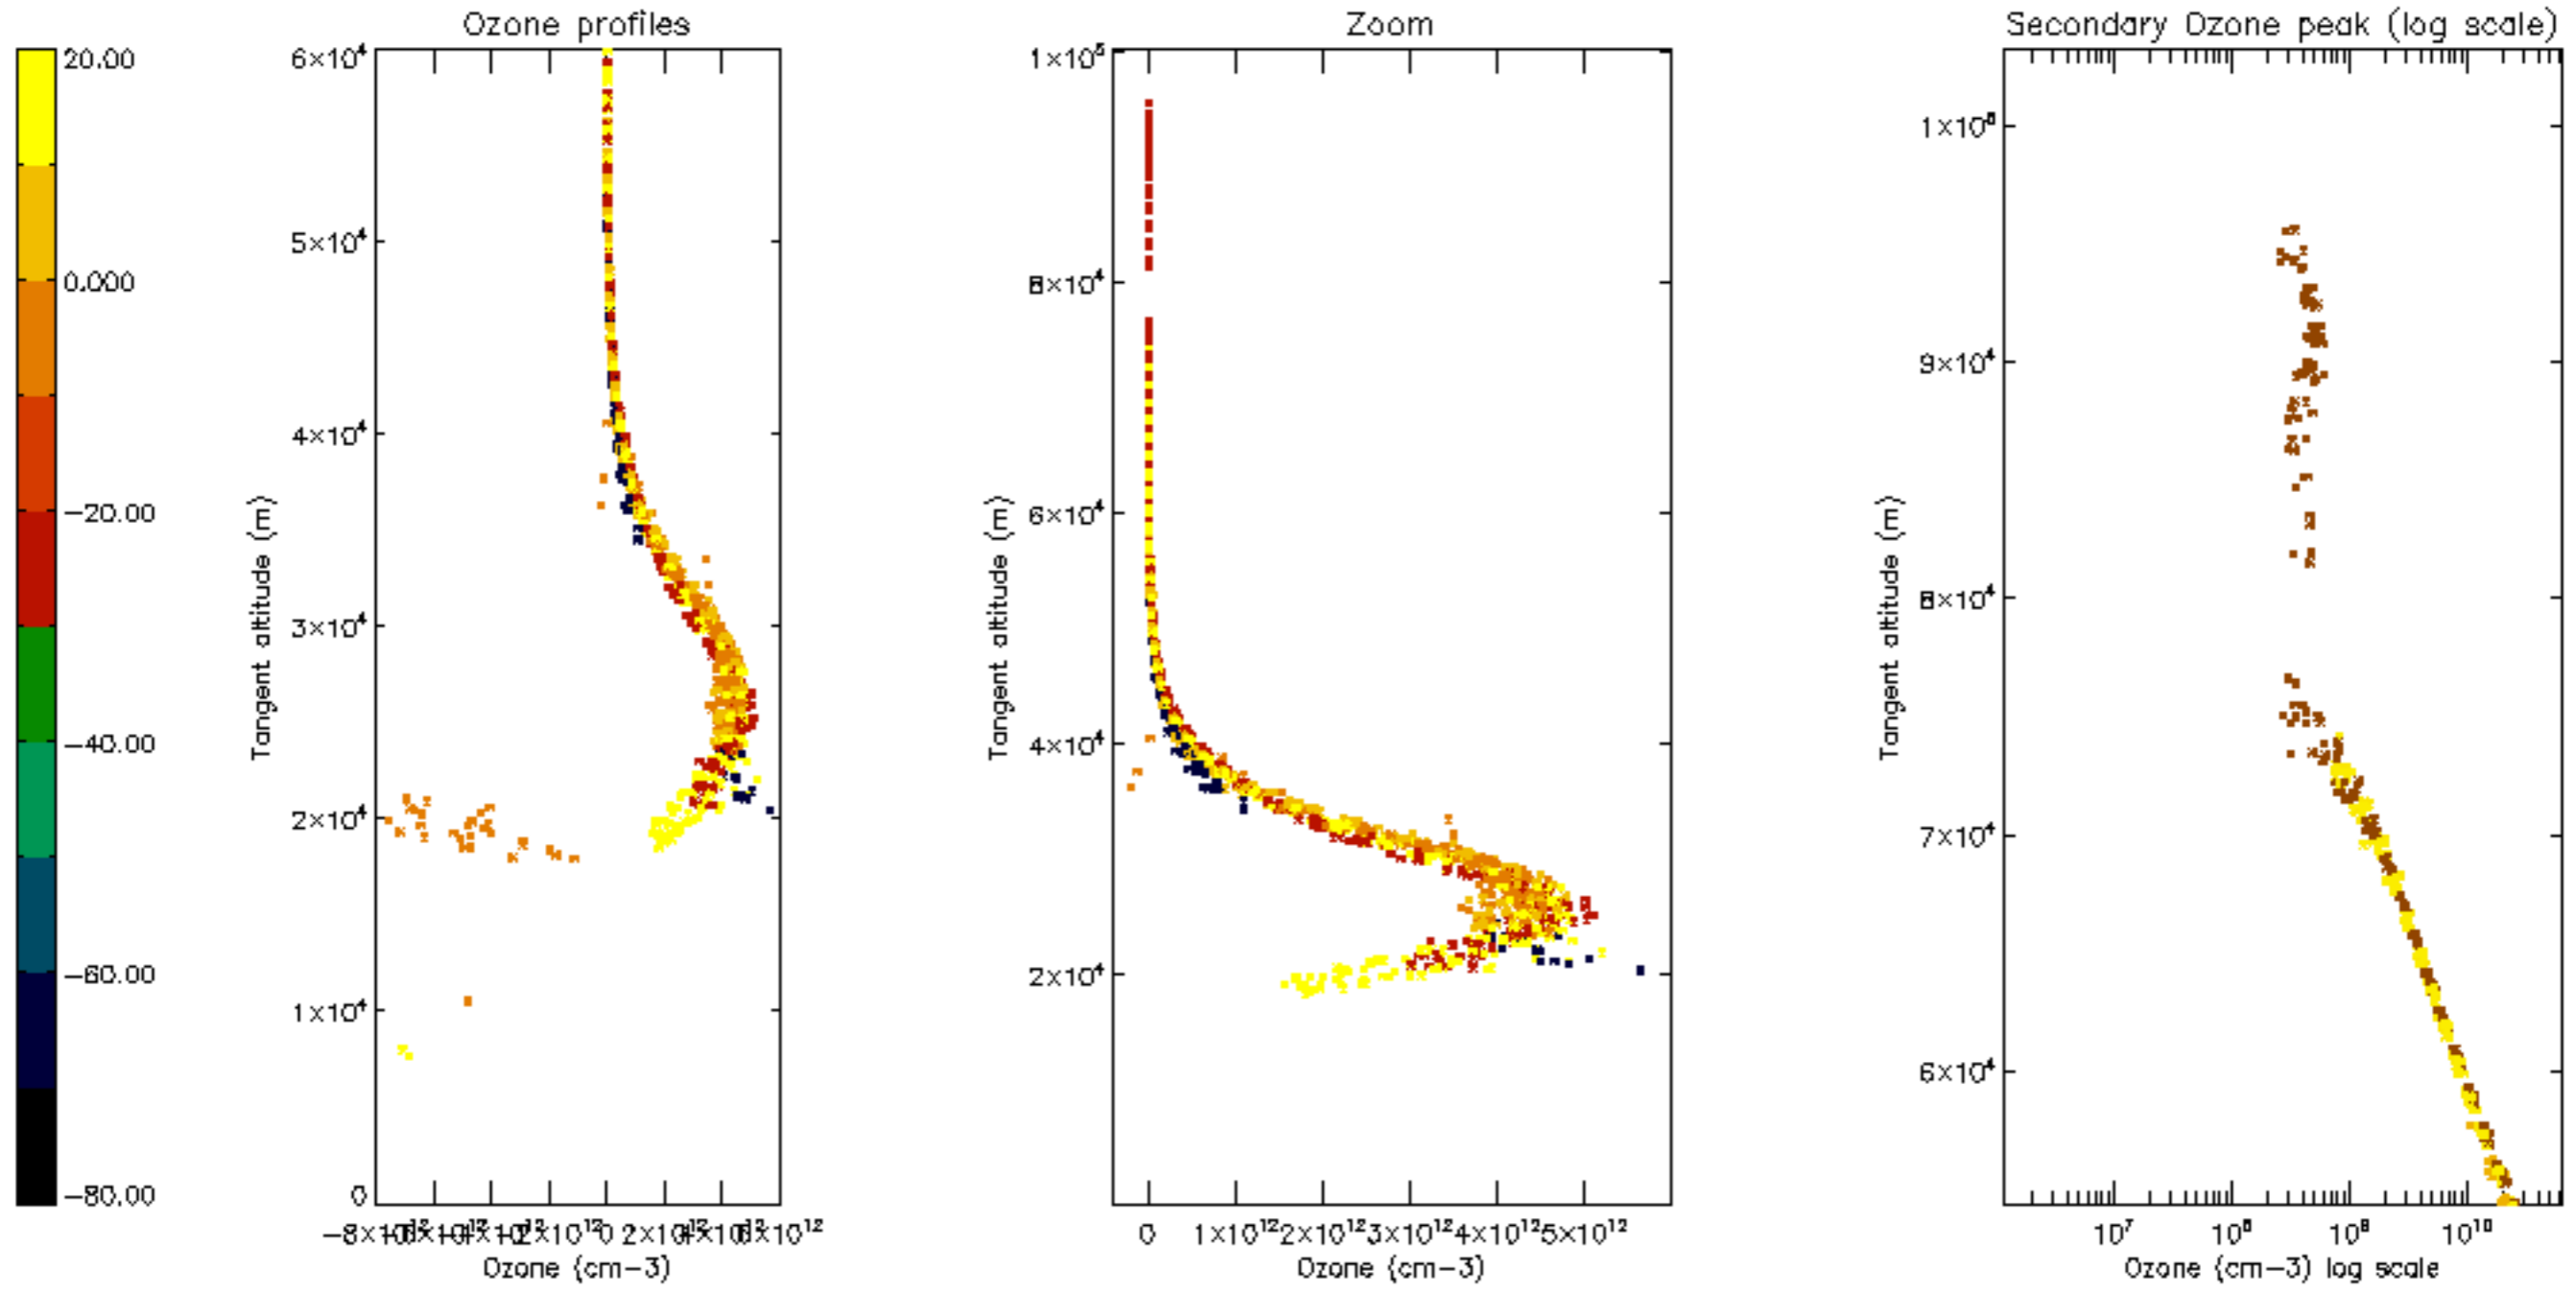 Ozone profiles
Zoom
Secondary Ozone peak (log scale)
20.00
0.000
−20.00
−40.00
−60.00
−80.00
6×10⁴
5×10⁴
4×10⁴
3×10⁴
2×10⁴
1×10⁴
0
Tangent altitude (m)
0
Ozone (cm−3)
1×10⁵
8×10⁴
6×10⁴
4×10⁴
2×10⁴
Tangent altitude (m)
0 1×10¹² 2×10¹² 3×10¹² 4×10¹² 5×10¹²
Ozone (cm−3)
1×10⁵
9×10⁴
8×10⁴
7×10⁴
6×10⁴
Tangent altitude (m)
10⁷ 10⁸ 10⁹ 10¹⁰
Ozone (cm−3) log scale